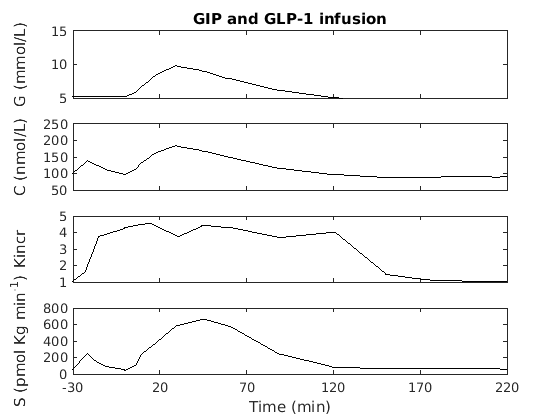 GIP and GLP-1 infusion
G (mmol/L)
15
10
5
C (nmol/L)
250
200
150
100
50
Kincr
5
4
3
2
1
S (pmol Kg min⁻¹)
800
600
400
200
0
-30 20 70 120 170 220
Time (min)